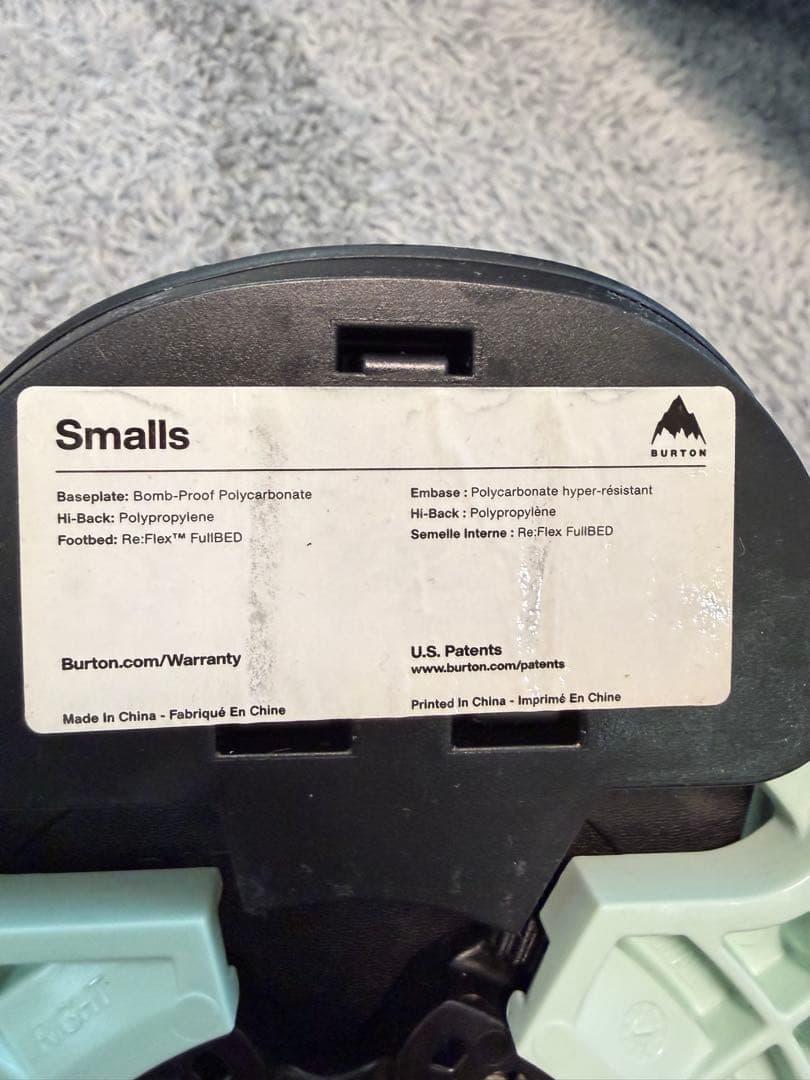 Smalls
BURTON
Baseplate: Bomb-Proof Polycarbonate
Hi-Back: Polypropylene
Footbed: Re:Flex™ FullBED
Embase : Polycarbonate hyper-résistant
Hi-Back : Polypropylène
Semelle Interne : Re:Flex FullBED
Burton.com/Warranty
U.S. Patents
www.burton.com/patents
Made In China - Fabriqué En Chine
Printed In China - Imprimé En Chine
RIGHT